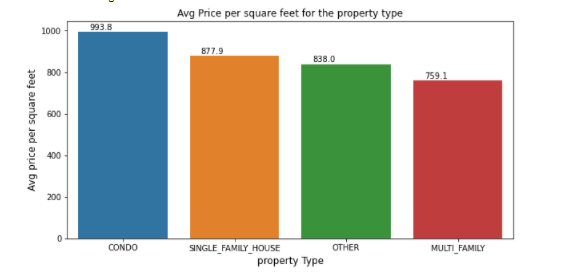 Avg Price per square feet for the property type
993.8
877.9
838.0
759.1
1000
800
600
400
200
0
Avg price per square feet
CONDO
SINGLE_FAMILY_HOUSE
OTHER
MULTI_FAMILY
property Type